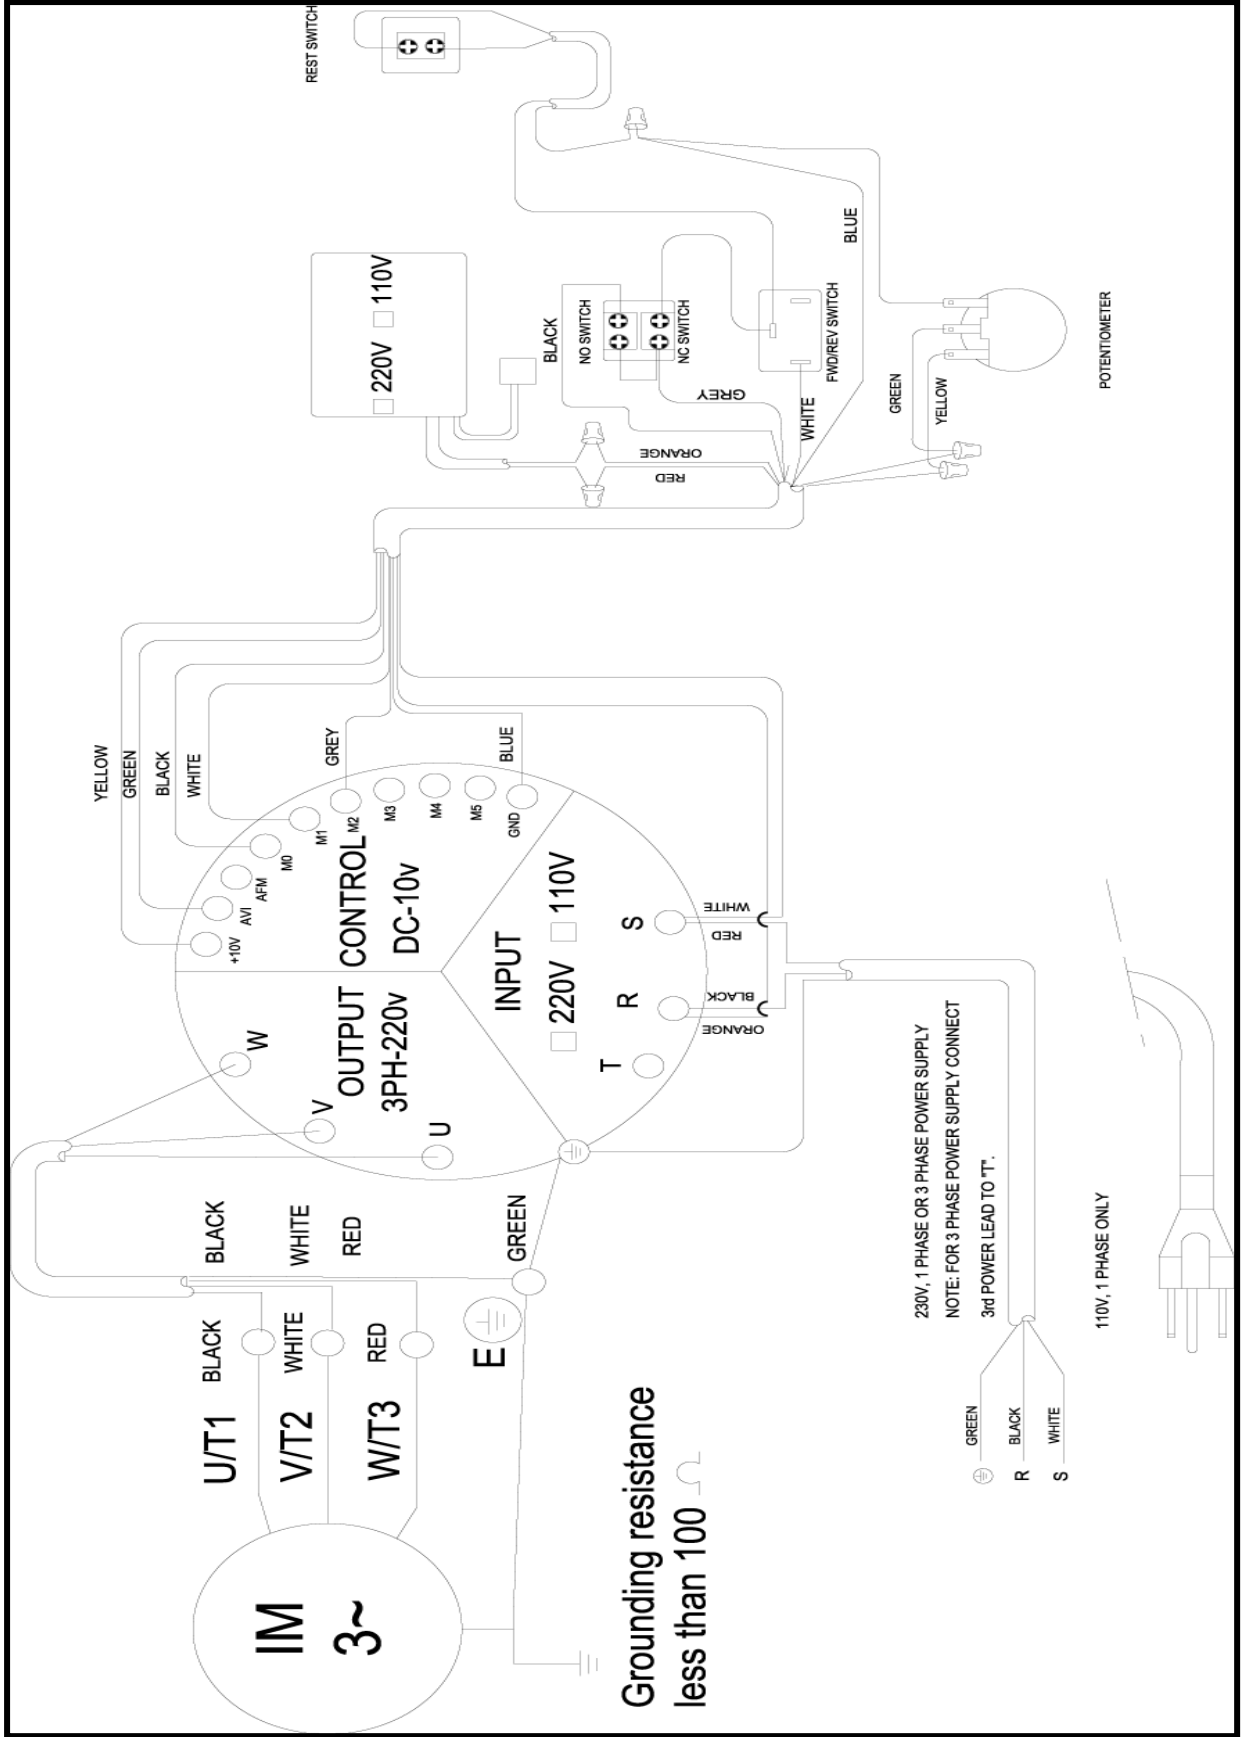 REST SWITCH
220V 110V
BLACK
NO SWITCH
NC SWITCH
FWD/REV SWITCH
BLUE
GREY
WHITE
ORANGE
RED
GREEN
YELLOW
POTENTIOMETER
YELLOW
GREEN
BLACK
WHITE
GREY
BLUE
+10V
AVI
AFM
M0
M1
M2
M3
M4
M5
GND
CONTROL
DC-10v
OUTPUT
3PH-220v
W
V
U
INPUT
220V 110V
S
R
T
WHITE
RED
BLACK
ORANGE
BLACK
WHITE
RED
GREEN
BLACK
WHITE
RED
E
U/T1
V/T2
W/T3
IM
3~
Grounding resistance
less than 100 Ω
230V, 1 PHASE OR 3 PHASE POWER SUPPLY
NOTE: FOR 3 PHASE POWER SUPPLY CONNECT
3rd POWER LEAD TO "T".
GREEN
R BLACK
S WHITE
110V, 1 PHASE ONLY